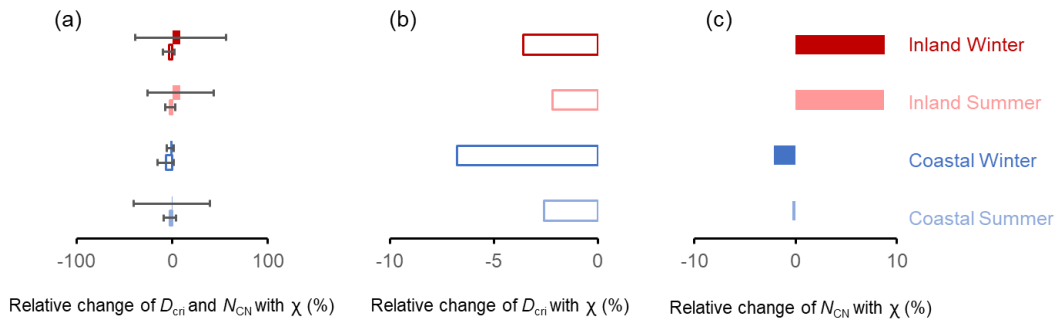 (a)
(b)
(c)
Inland Winter
Inland Summer
Coastal Winter
Coastal Summer
-100 0 100
-10 -5 0
-10 0 10
Relative change of Dcri and NCN with χ (%)
Relative change of Dcri with χ (%)
Relative change of NCN with χ (%)